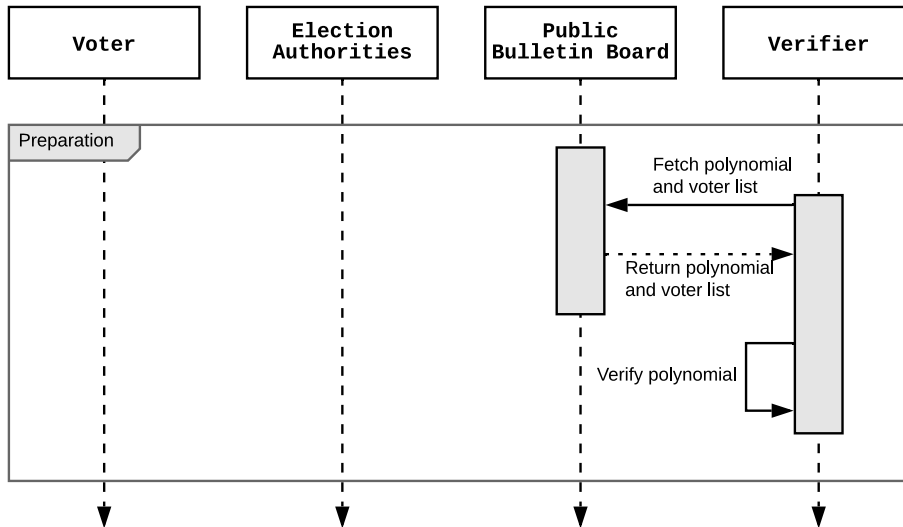 Voter
Election
Authorities
Public
Bulletin Board
Verifier
Preparation
Fetch polynomial
and voter list
Return polynomial
and voter list
Verify polynomial